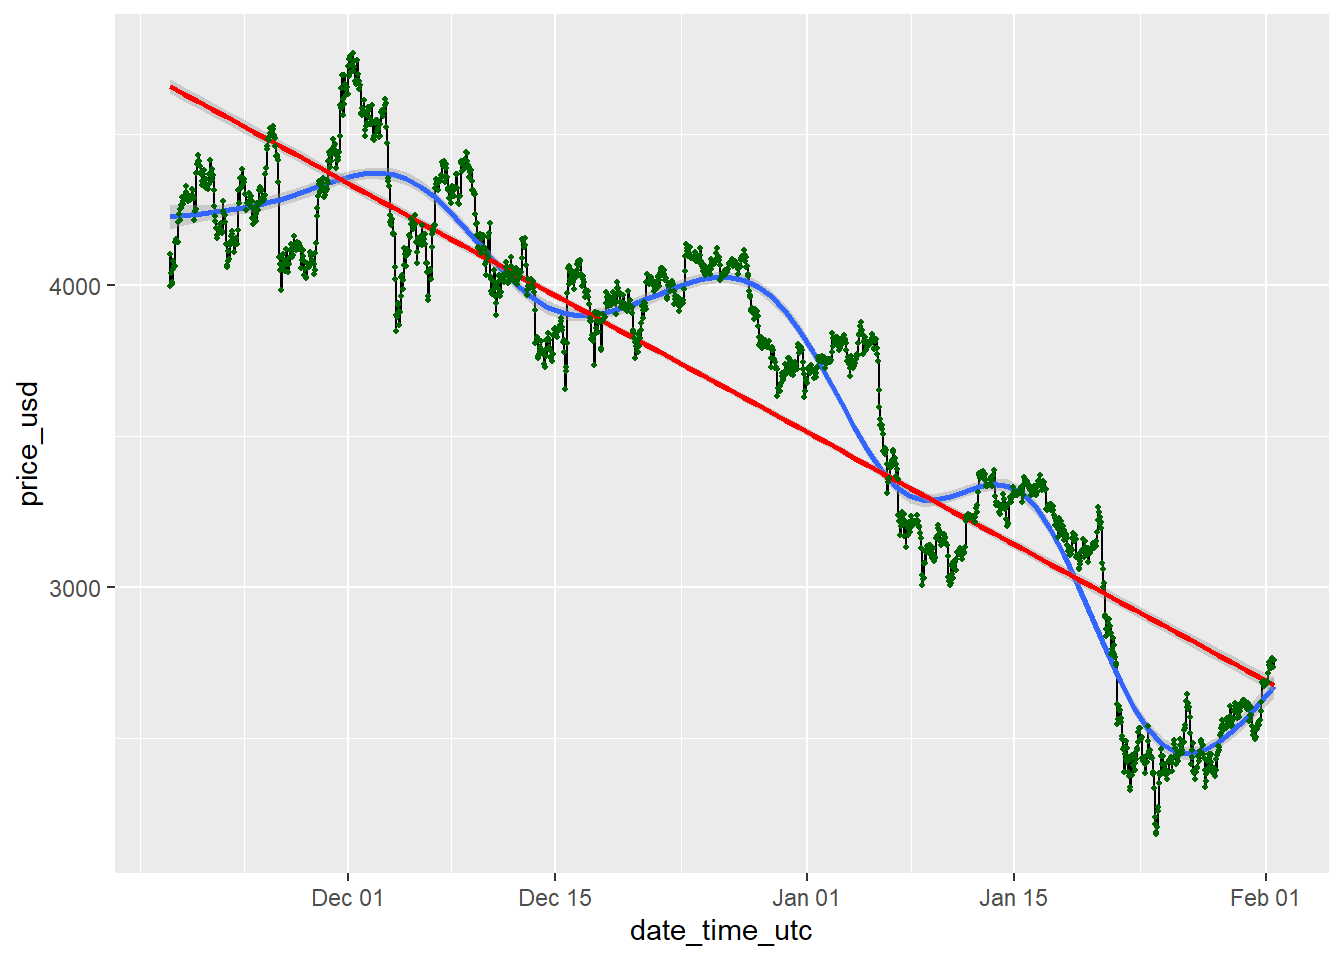 price_usd
4000
3000
Dec 01
Dec 15
Jan 01
Jan 15
Feb 01
date_time_utc